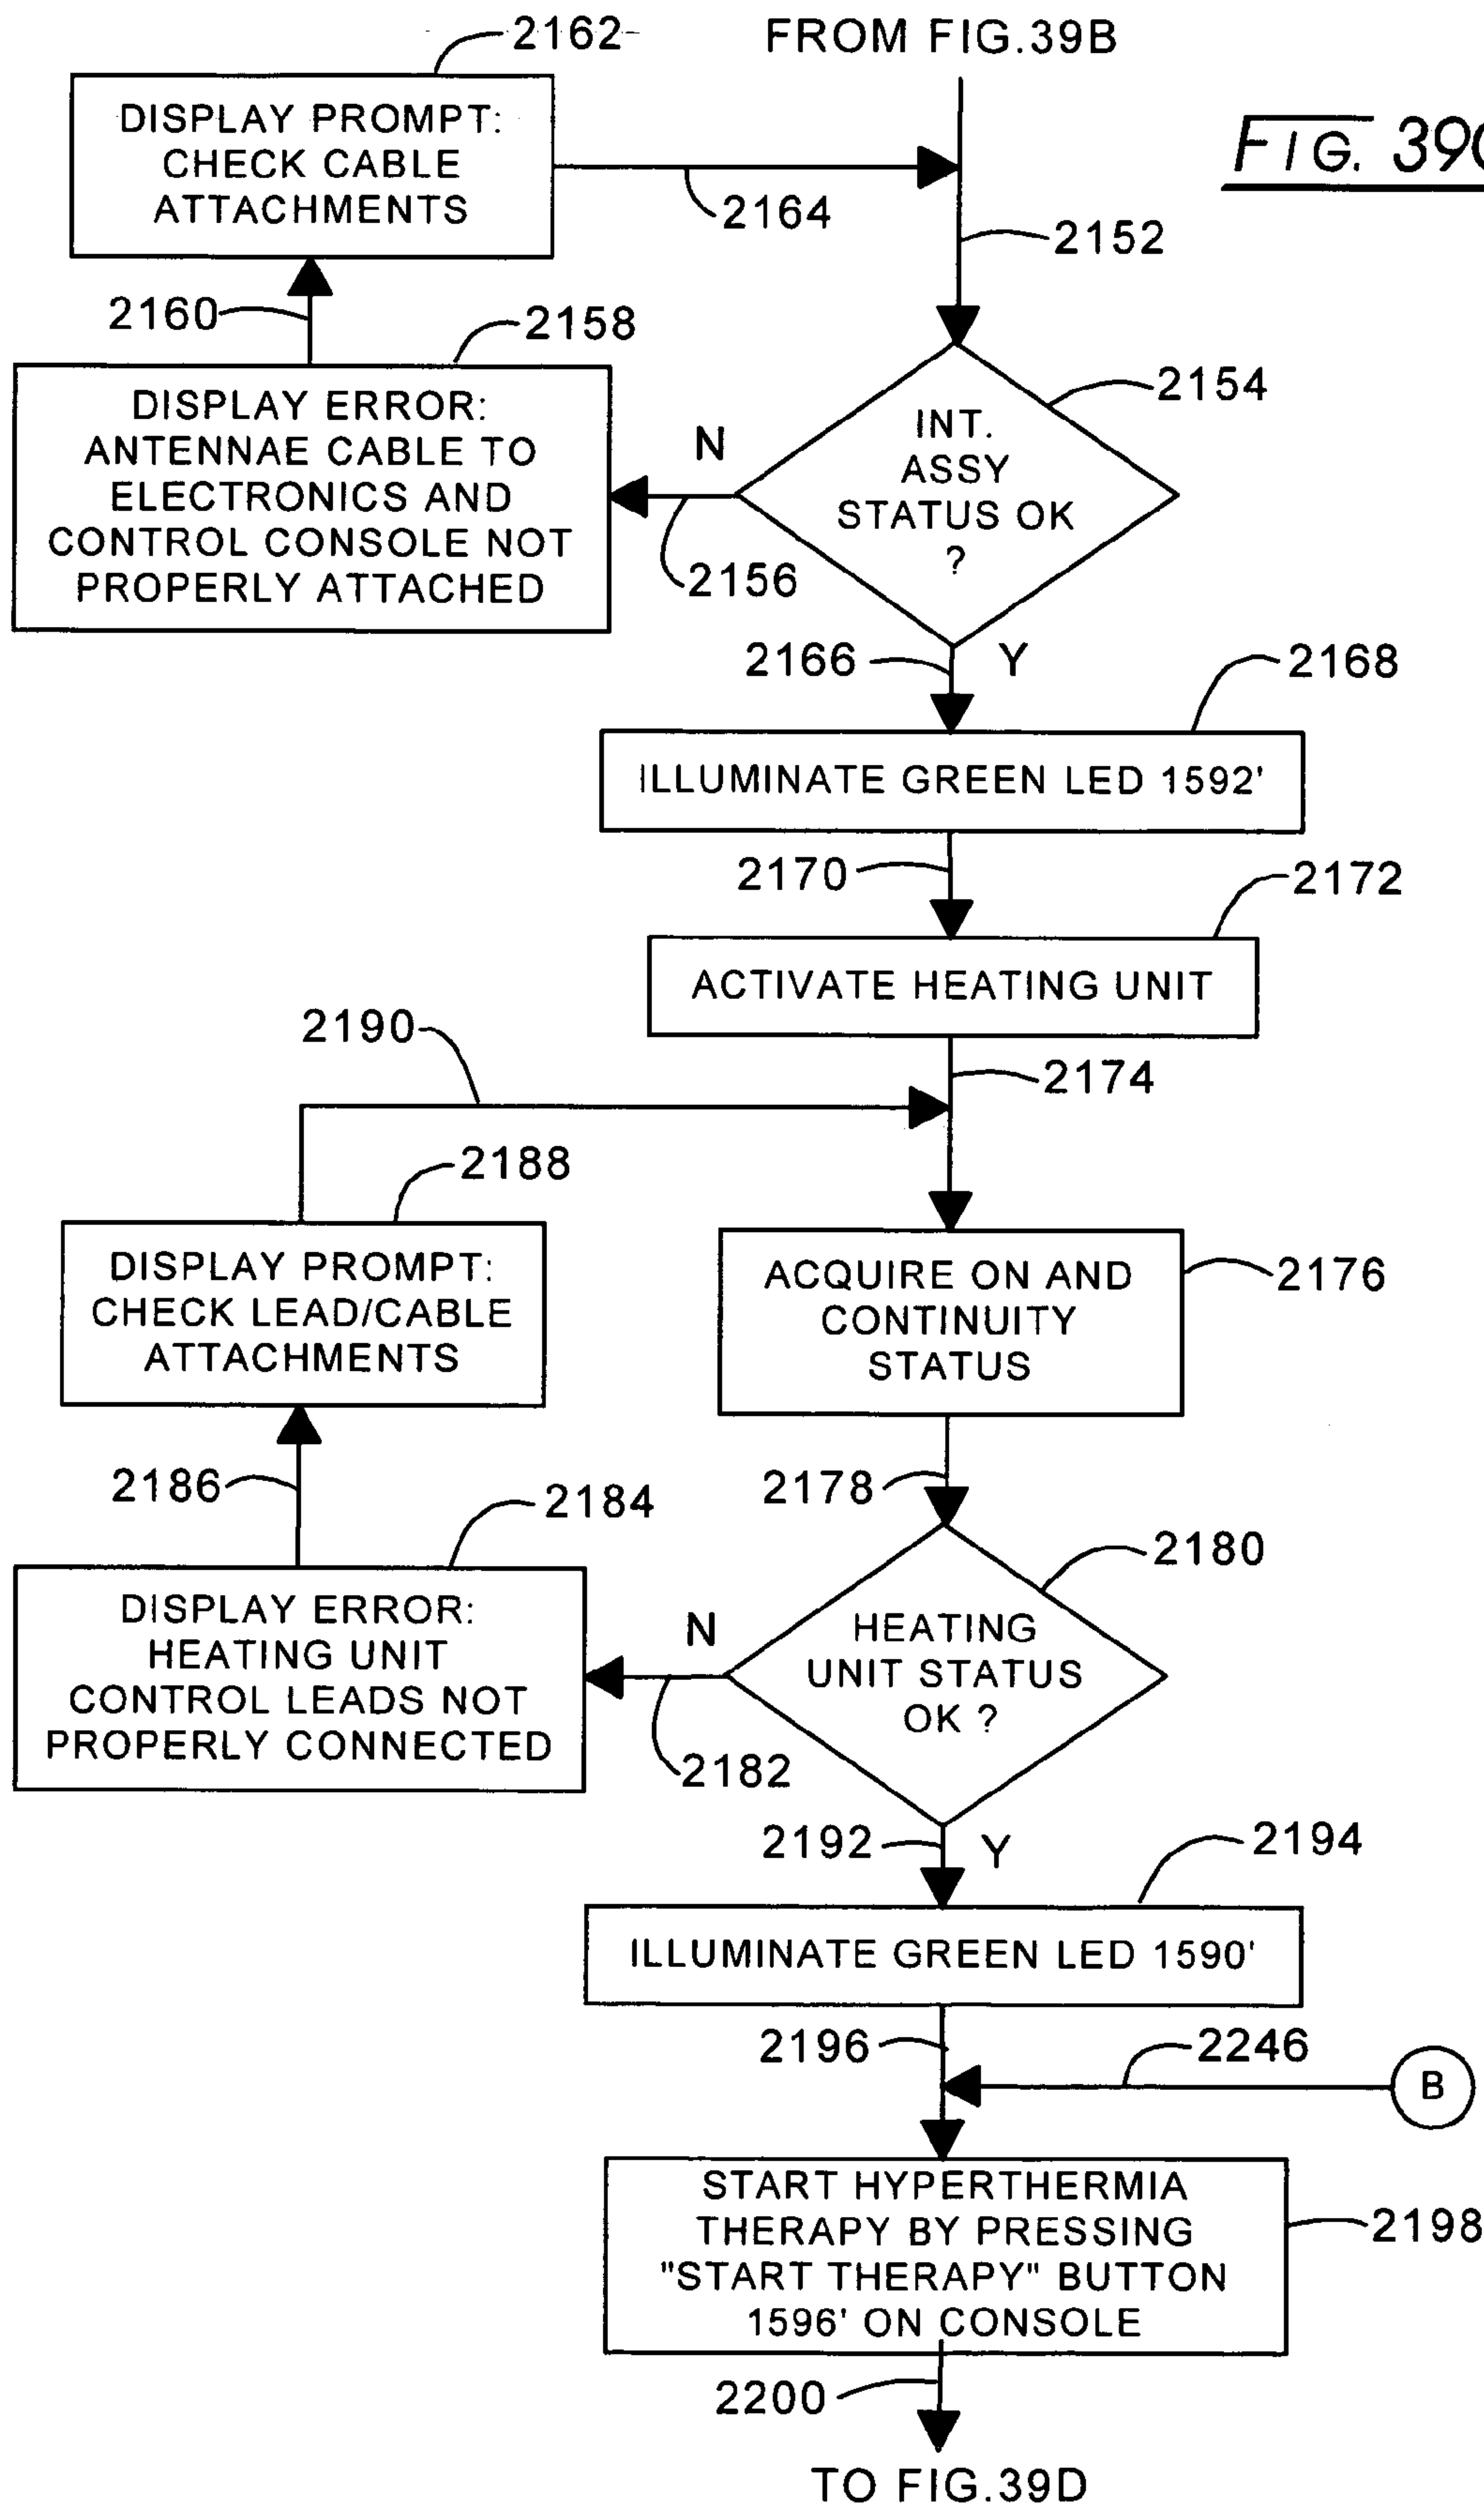 2162
FROM FIG.39B
FIG. 39C
DISPLAY PROMPT:
CHECK CABLE
ATTACHMENTS
2164
2152
2160
2158
2154
DISPLAY ERROR:
ANTENNAE CABLE TO
ELECTRONICS AND
CONTROL CONSOLE NOT
PROPERLY ATTACHED
N
2156
INT.
ASSY
STATUS OK
?
2166
Y
2168
ILLUMINATE GREEN LED 1592'
2170
2172
ACTIVATE HEATING UNIT
2190
2174
2188
DISPLAY PROMPT:
CHECK LEAD/CABLE
ATTACHMENTS
ACQUIRE ON AND
CONTINUITY
STATUS
2176
2186
2178
2184
2180
DISPLAY ERROR:
HEATING UNIT
CONTROL LEADS NOT
PROPERLY CONNECTED
N
2182
HEATING
UNIT STATUS
OK ?
2192
Y
2194
ILLUMINATE GREEN LED 1590'
2196
2246
B
START HYPERTHERMIA
THERAPY BY PRESSING
"START THERAPY" BUTTON
1596' ON CONSOLE
2198
2200
TO FIG.39D